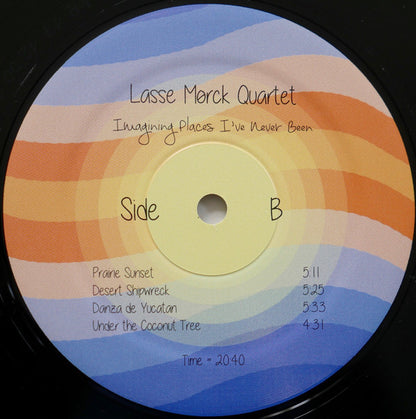 Lasse Mørck Quartet
Imagining Places I've Never Been
Side B
Prairie Sunset 5:11
Desert Shipwreck 5:25
Danza de Yucatan 5:33
Under the Coconut Tree 4:31
Time = 20:40